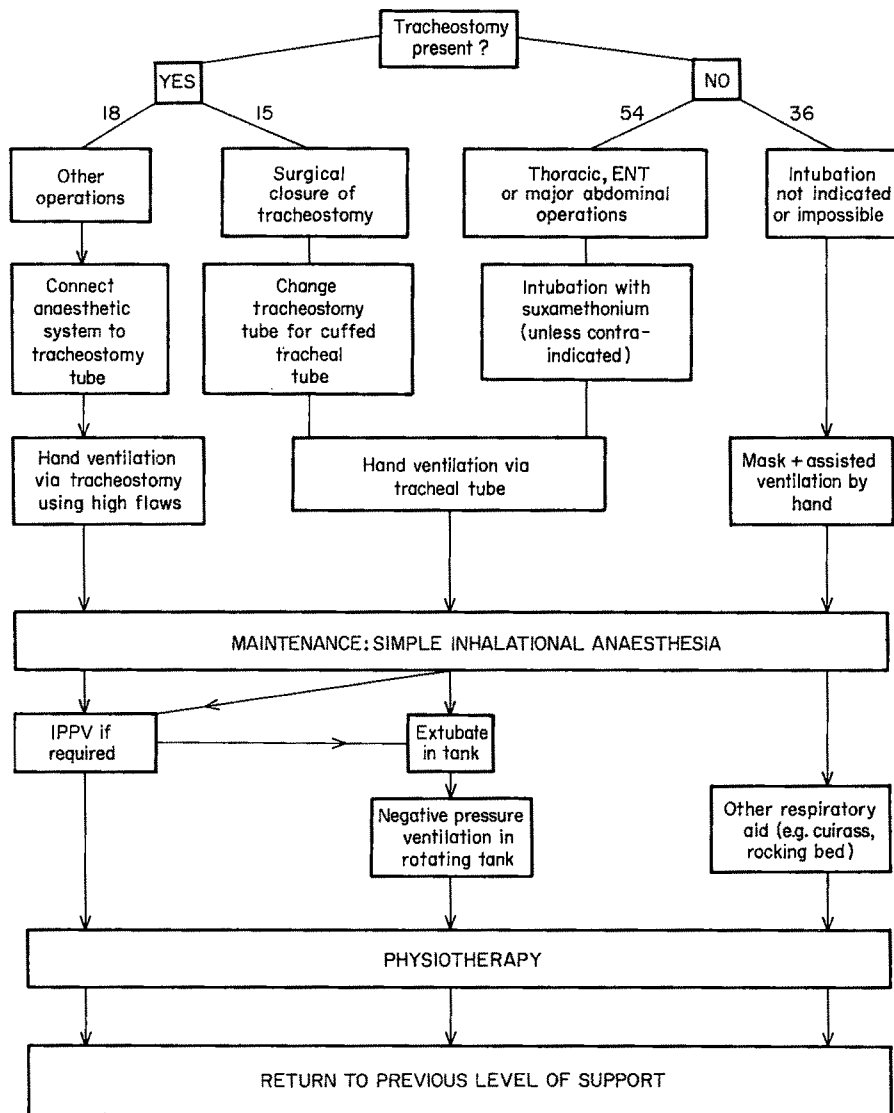 Tracheostomy
present ?
YES
NO
18
15
54
36
Other
operations
Surgical
closure of
tracheostomy
Thoracic, ENT
or major abdominal
operations
Intubation
not indicated
or impossible
Connect
anaesthetic
system to
tracheostomy
tube
Change
tracheostomy
tube for cuffed
tracheal
tube
Intubation with
suxamethonium
(unless contra-
indicated)
Hand ventilation
via tracheostomy
using high flaws
Hand ventilation via
tracheal tube
Mask + assisted
ventilation by
hand
MAINTENANCE: SIMPLE INHALATIONAL ANAESTHESIA
IPPV if
required
Extubate
in tank
Negative pressure
ventilation in
rotating tank
Other respiratory
aid (e.g. cuirass,
rocking bed)
PHYSIOTHERAPY
RETURN TO PREVIOUS LEVEL OF SUPPORT